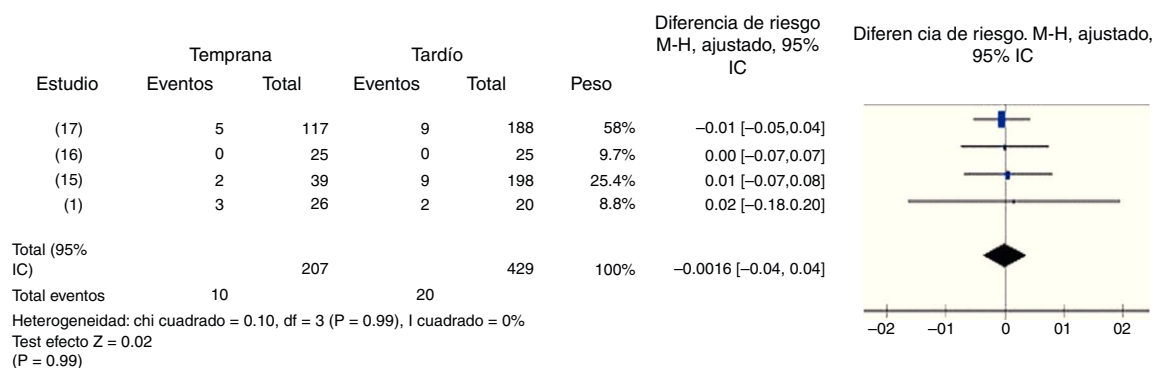 Diferencia de riesgo
M-H, ajustado, 95%
IC
Diferen cia de riesgo. M-H, ajustado,
95% IC
Temprana Tardío
Estudio Eventos Total Eventos Total Peso
(17) 5 117 9 188 58% –0.01 [–0.05,0.04]
(16) 0 25 0 25 9.7% 0.00 [–0.07,0.07]
(15) 2 39 9 198 25.4% 0.01 [–0.07,0.08]
(1) 3 26 2 20 8.8% 0.02 [–0.18.0.20]
Total (95%
IC) 207 429 100% –0.0016 [–0.04, 0.04]
Total eventos 10 20
Heterogeneidad: chi cuadrado = 0.10, df = 3 (P = 0.99), I cuadrado = 0%
Test efecto Z = 0.02
(P = 0.99)
–02 –01 0 01 02